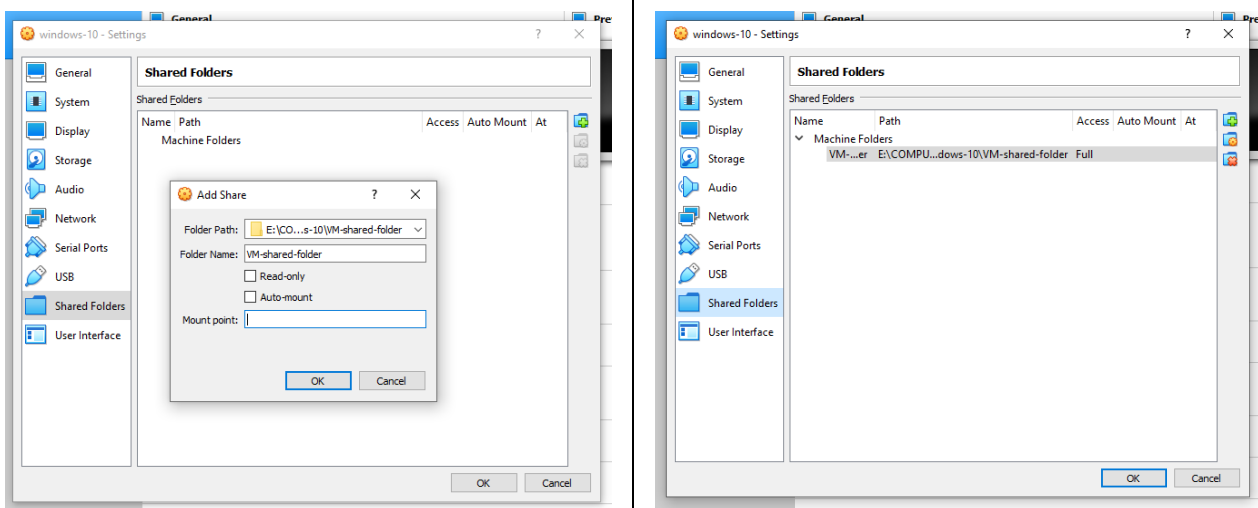 General
Pre
windows-10 - Settings
?
General
System
Display
Storage
Audio
Network
Serial Ports
USB
Shared Folders
User Interface
Shared Folders
Shared Folders
Name Path Access Auto Mount At
Machine Folders
Add Share ?
Folder Path: E:\CO...s-10\VM-shared-folder
Folder Name: VM-shared-folder
Read-only
Auto-mount
Mount point:
OK Cancel
OK Cancel
General
Pre
windows-10 - Settings
?
General
System
Display
Storage
Audio
Network
Serial Ports
USB
Shared Folders
User Interface
Shared Folders
Shared Folders
Name Path Access Auto Mount At
Machine Folders
VM-...er E:\COMPU...dows-10\VM-shared-folder Full
OK Cancel